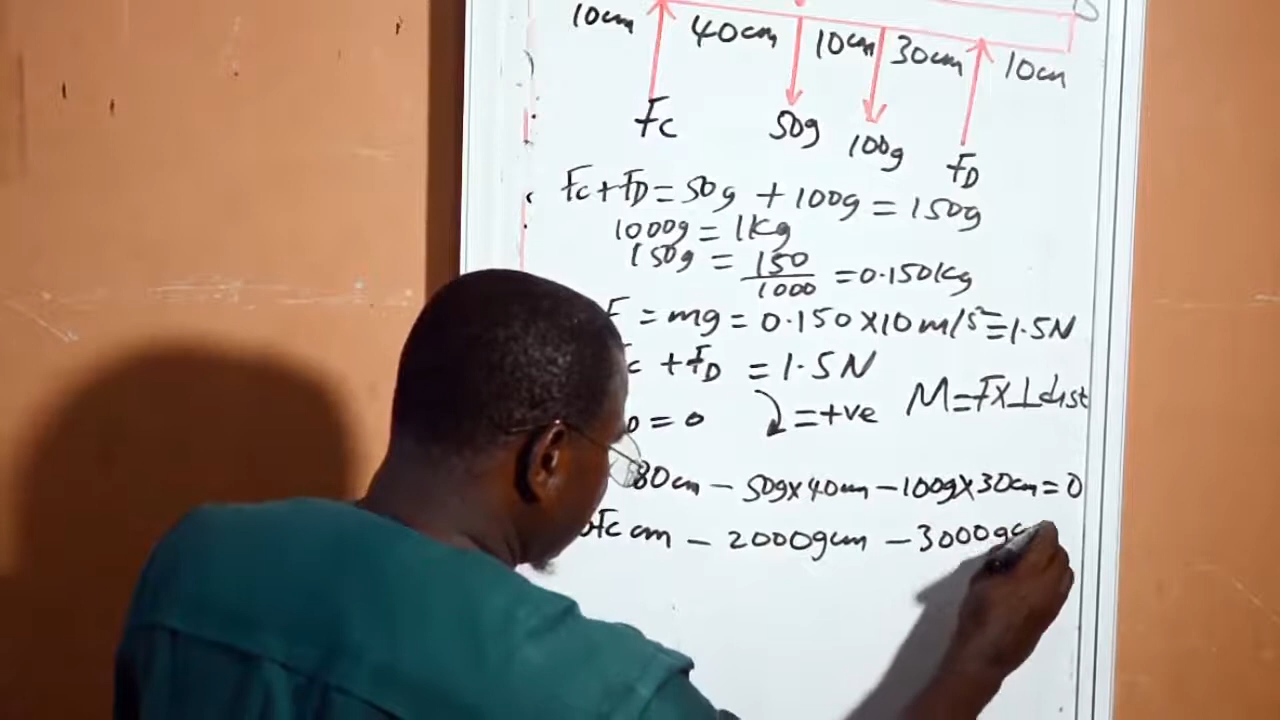 10cm 40cm 10cm 30cm 10cm
Fc 50g 100g FD
Fc + FD = 50g + 100g = 150g
1000g = 1kg
150g = 150/1000 = 0.150kg
F = mg = 0.150 x 10 m/s² = 1.5N
c + FD = 1.5N
D = 0 = +ve M = F x ⊥ dist
80cm - 50g x 40cm - 100g x 30cm = 0
Fc cm - 2000gcm - 3000gc